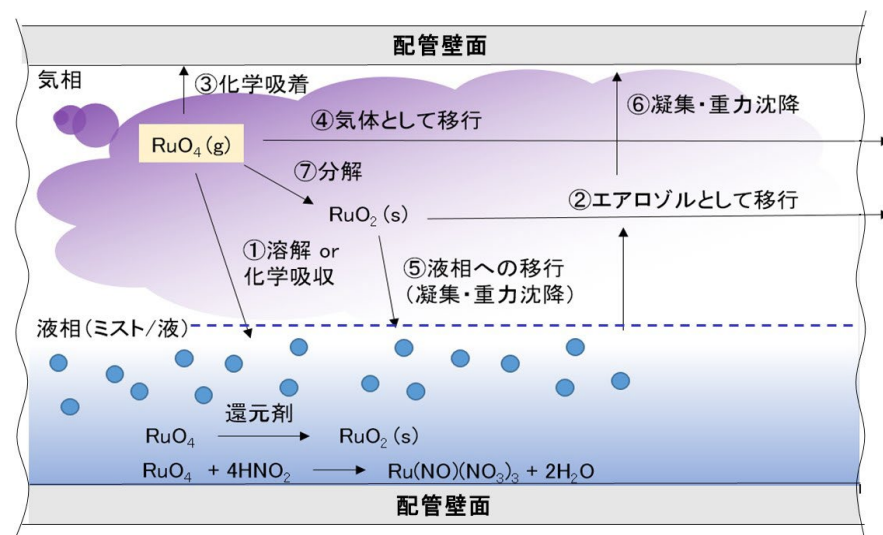 配管壁面
気相
③化学吸着
⑥凝集・重力沈降
④気体として移行
RuO₄(g)
⑦分解
②エアロゾルとして移行
RuO₂(s)
①溶解 or
化学吸収
⑤液相への移行
(凝集・重力沈降)
液相(ミスト/液)
還元剤
RuO₄ → RuO₂(s)
RuO₄ + 4HNO₂ → Ru(NO)(NO₃)₃ + 2H₂O
配管壁面